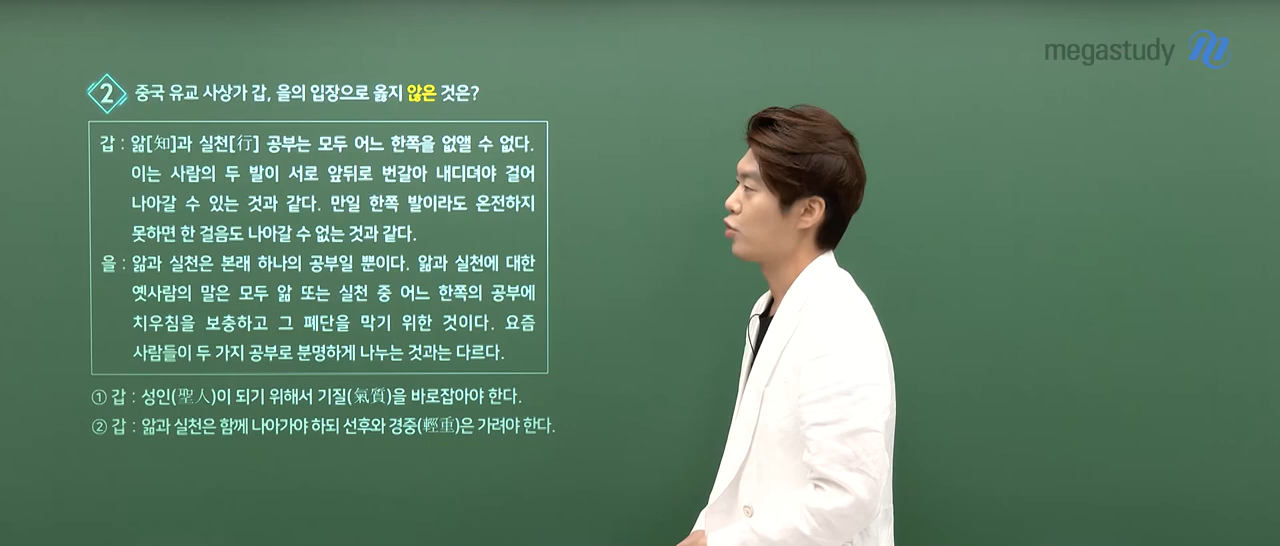 megastudy
2 중국 유교 사상가 갑, 을의 입장으로 옳지 않은 것은?
갑 : 앎[知]과 실천[行] 공부는 모두 어느 한쪽을 없앨 수 없다.
이는 사람의 두 발이 서로 앞뒤로 번갈아 내디뎌야 걸어
나아갈 수 있는 것과 같다. 만일 한쪽 발이라도 온전하지
못하면 한 걸음도 나아갈 수 없는 것과 같다.
을 : 앎과 실천은 본래 하나의 공부일 뿐이다. 앎과 실천에 대한
옛사람의 말은 모두 앎 또는 실천 중 어느 한쪽의 공부에
치우침을 보충하고 그 폐단을 막기 위한 것이다. 요즘
사람들이 두 가지 공부로 분명하게 나누는 것과는 다르다.
① 갑 : 성인(聖人)이 되기 위해서 기질(氣質)을 바로잡아야 한다.
② 갑 : 앎과 실천은 함께 나아가야 하되 선후와 경중(輕重)은 가려야 한다.